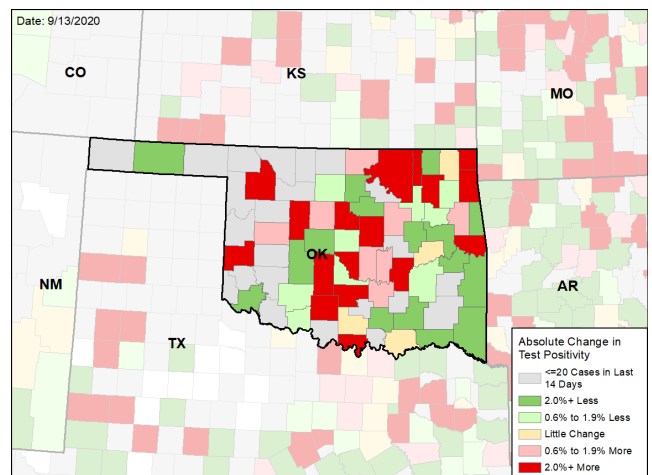 Date: 9/13/2020
CO
KS
MO
OK
NM
AR
TX
Absolute Change in
Test Positivity
<=20 Cases in Last
14 Days
2.0%+ Less
0.6% to 1.9% Less
Little Change
0.6% to 1.9% More
2.0%+ More